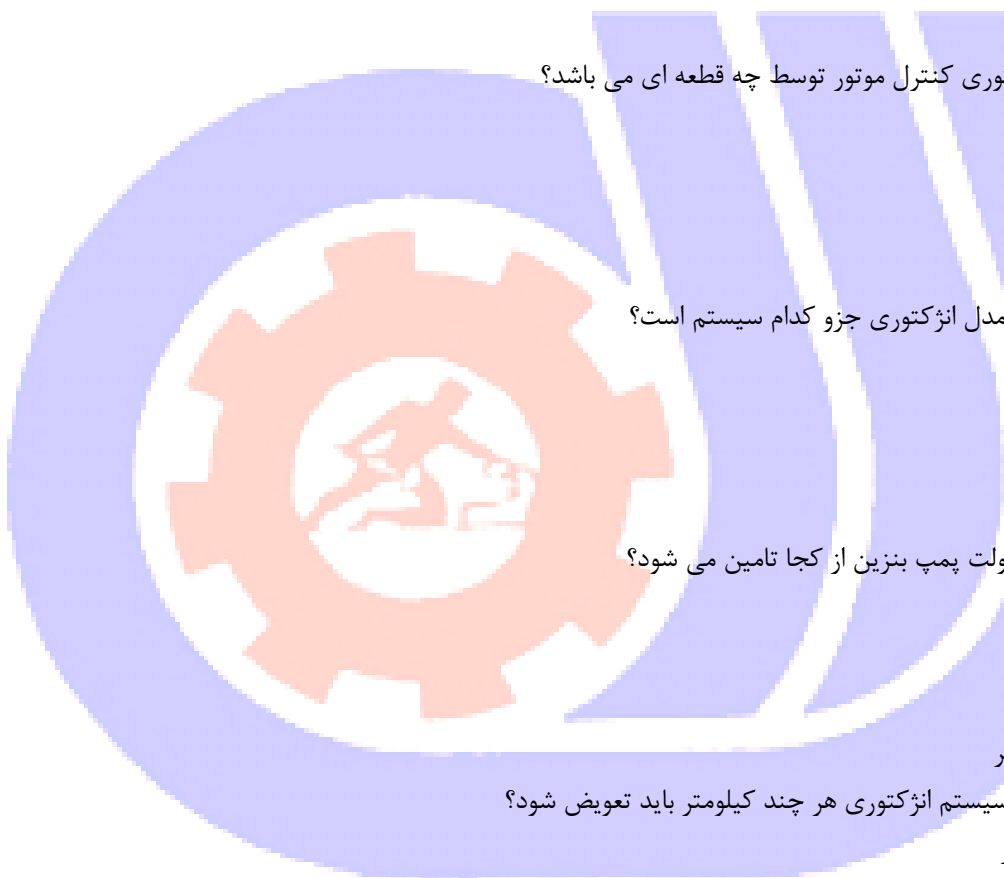 وری کنترل موتور توسط چه قطعه ای می باشد؟
مدل انژکتوری جزو کدام سیستم است؟
ولت پمپ بنزین از کجا تامین می شود؟
ر
سیستم انژکتوری هر چند کیلومتر باید تعویض شود؟